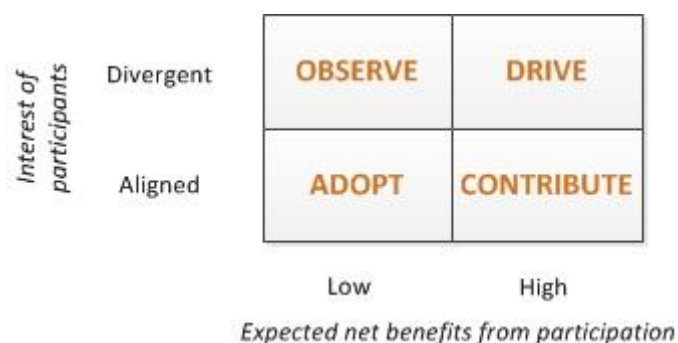 Interest of
participants
Divergent
OBSERVE
DRIVE
Aligned
ADOPT
CONTRIBUTE
Low
High
Expected net benefits from participation